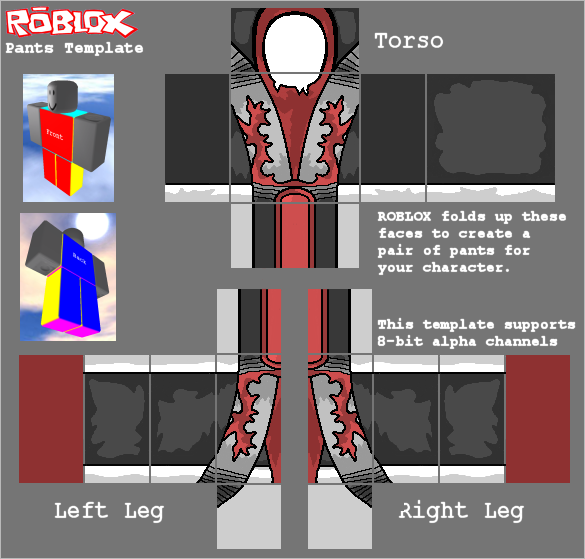 RŌBLOX
Pants Template
Torso
Front
Back
ROBLOX folds up these
faces to create a
pair of pants for
your character.
This template supports
8-bit alpha channels
Left Leg
Right Leg